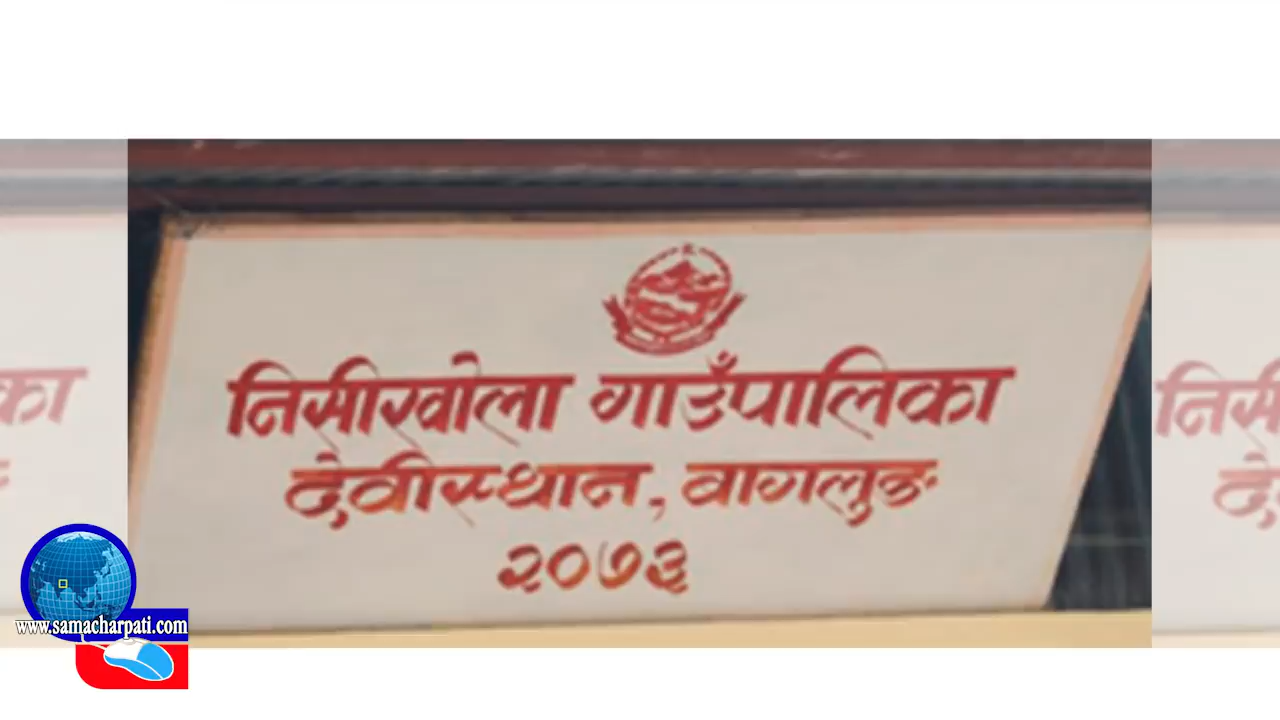 निसीखोला गाउँपालिका
देवीस्थान, वागलुङ
२०७३
www.samacharpati.com